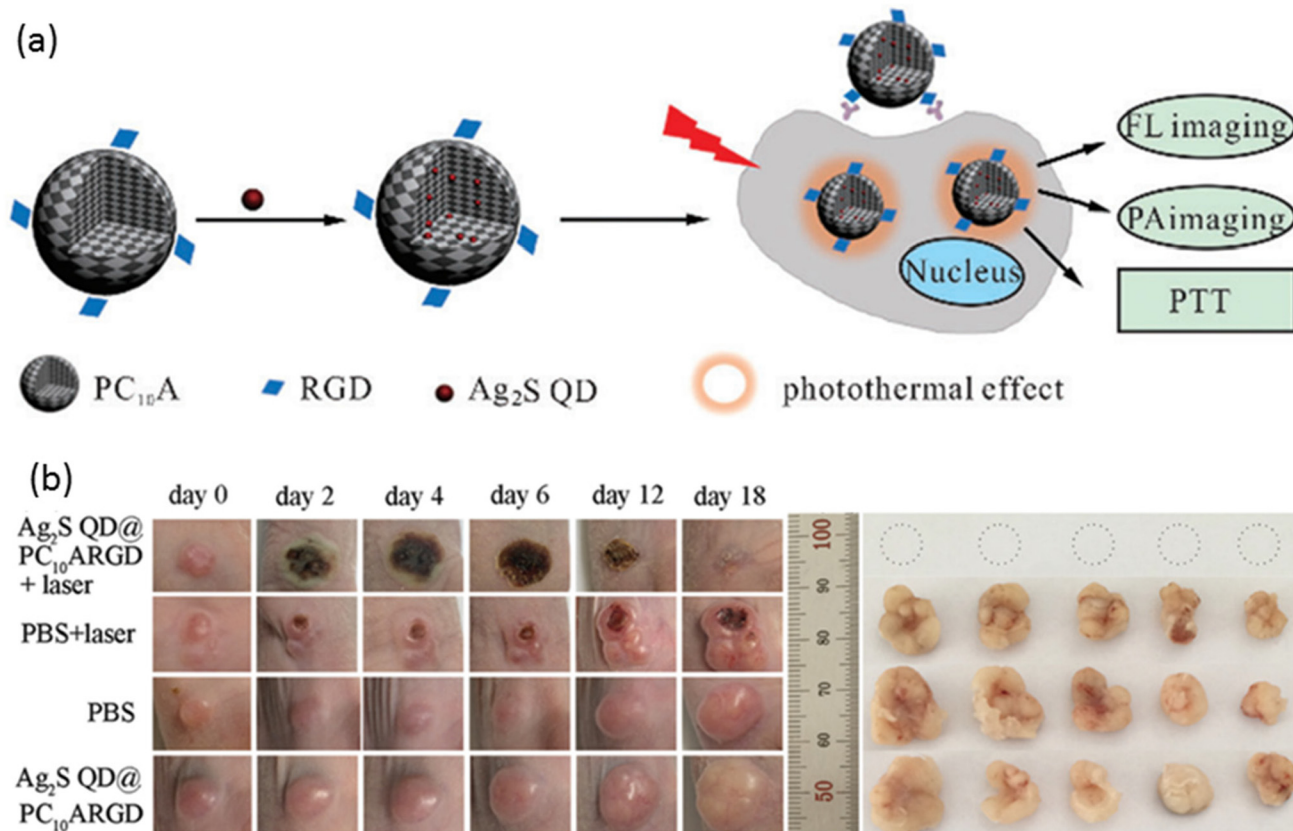 (a)
FL imaging
PA imaging
Nucleus
PTT
PC₁₀A
RGD
Ag₂S QD
photothermal effect
(b)
day 0 day 2 day 4 day 6 day 12 day 18
Ag₂S QD@
PC₁₀ARGD
+ laser
PBS+laser
PBS
Ag₂S QD@
PC₁₀ARGD
100
90
80
70
60
50